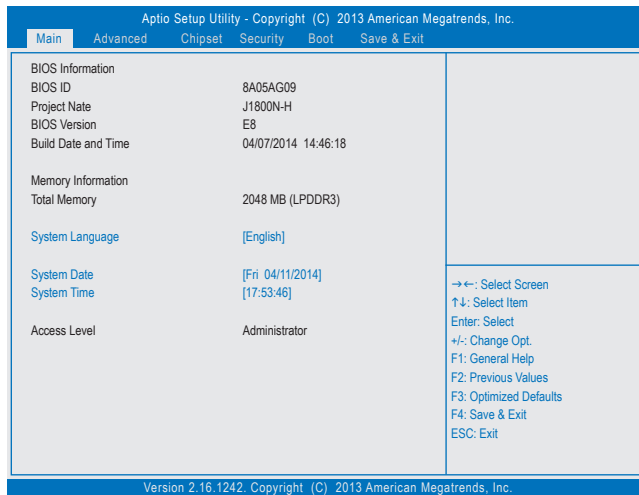 Aptio Setup Utility - Copyright (C) 2013 American Megatrends, Inc.
Main Advanced Chipset Security Boot Save & Exit
BIOS Information
BIOS ID 8A05AG09
Project Nate J1800N-H
BIOS Version E8
Build Date and Time 04/07/2014 14:46:18
Memory Information
Total Memory 2048 MB (LPDDR3)
System Language [English]
System Date [Fri 04/11/2014]
System Time [17:53:46]
Access Level Administrator
→←: Select Screen
↑↓: Select Item
Enter: Select
+/-: Change Opt.
F1: General Help
F2: Previous Values
F3: Optimized Defaults
F4: Save & Exit
ESC: Exit
Version 2.16.1242. Copyright (C) 2013 American Megatrends, Inc.